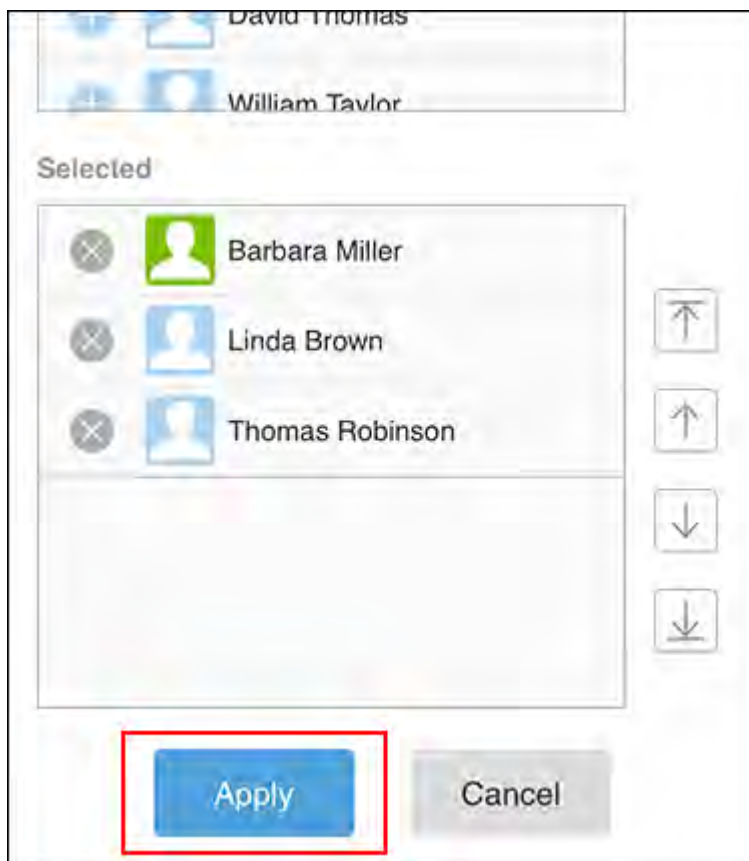 David Thomas
William Taylor
Selected
Barbara Miller
Linda Brown
Thomas Robinson
Apply Cancel